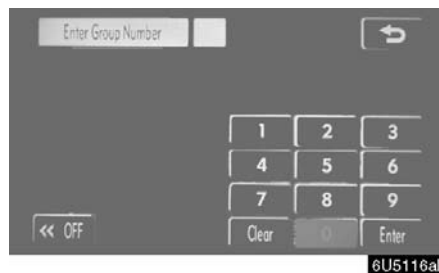 Enter Group Number
1 2 3
4 5 6
7 8 9
« OFF Clear 0 Enter
6U5116a